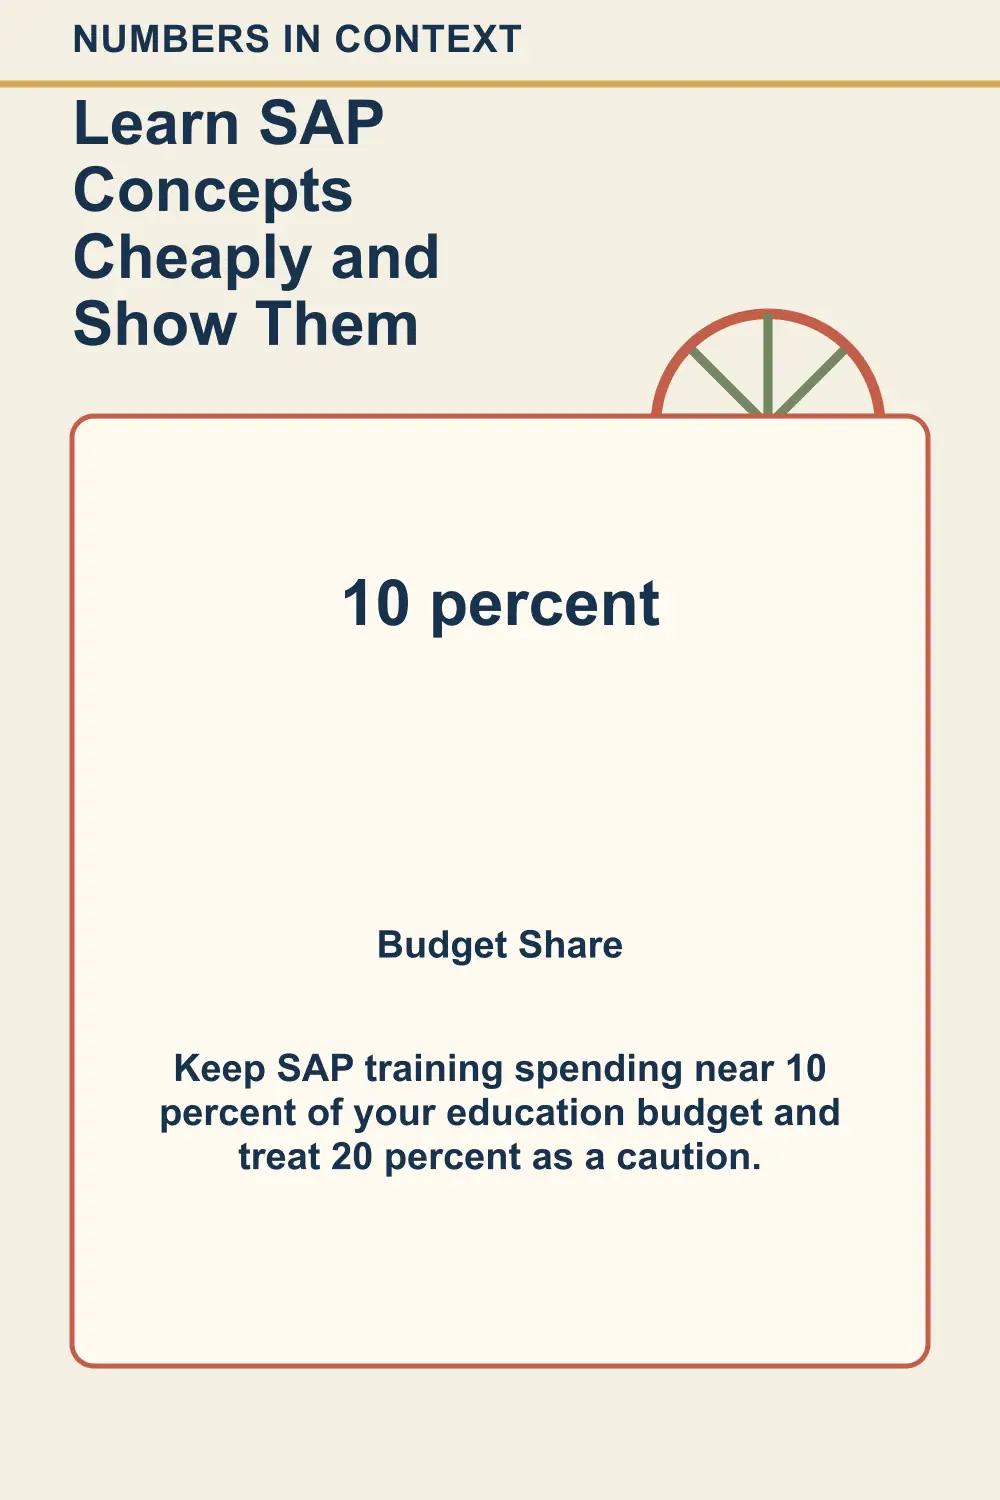 NUMBERS IN CONTEXT
Learn SAP
Concepts
Cheaply and
Show Them
10 percent
Budget Share
Keep SAP training spending near 10
percent of your education budget and
treat 20 percent as a caution.